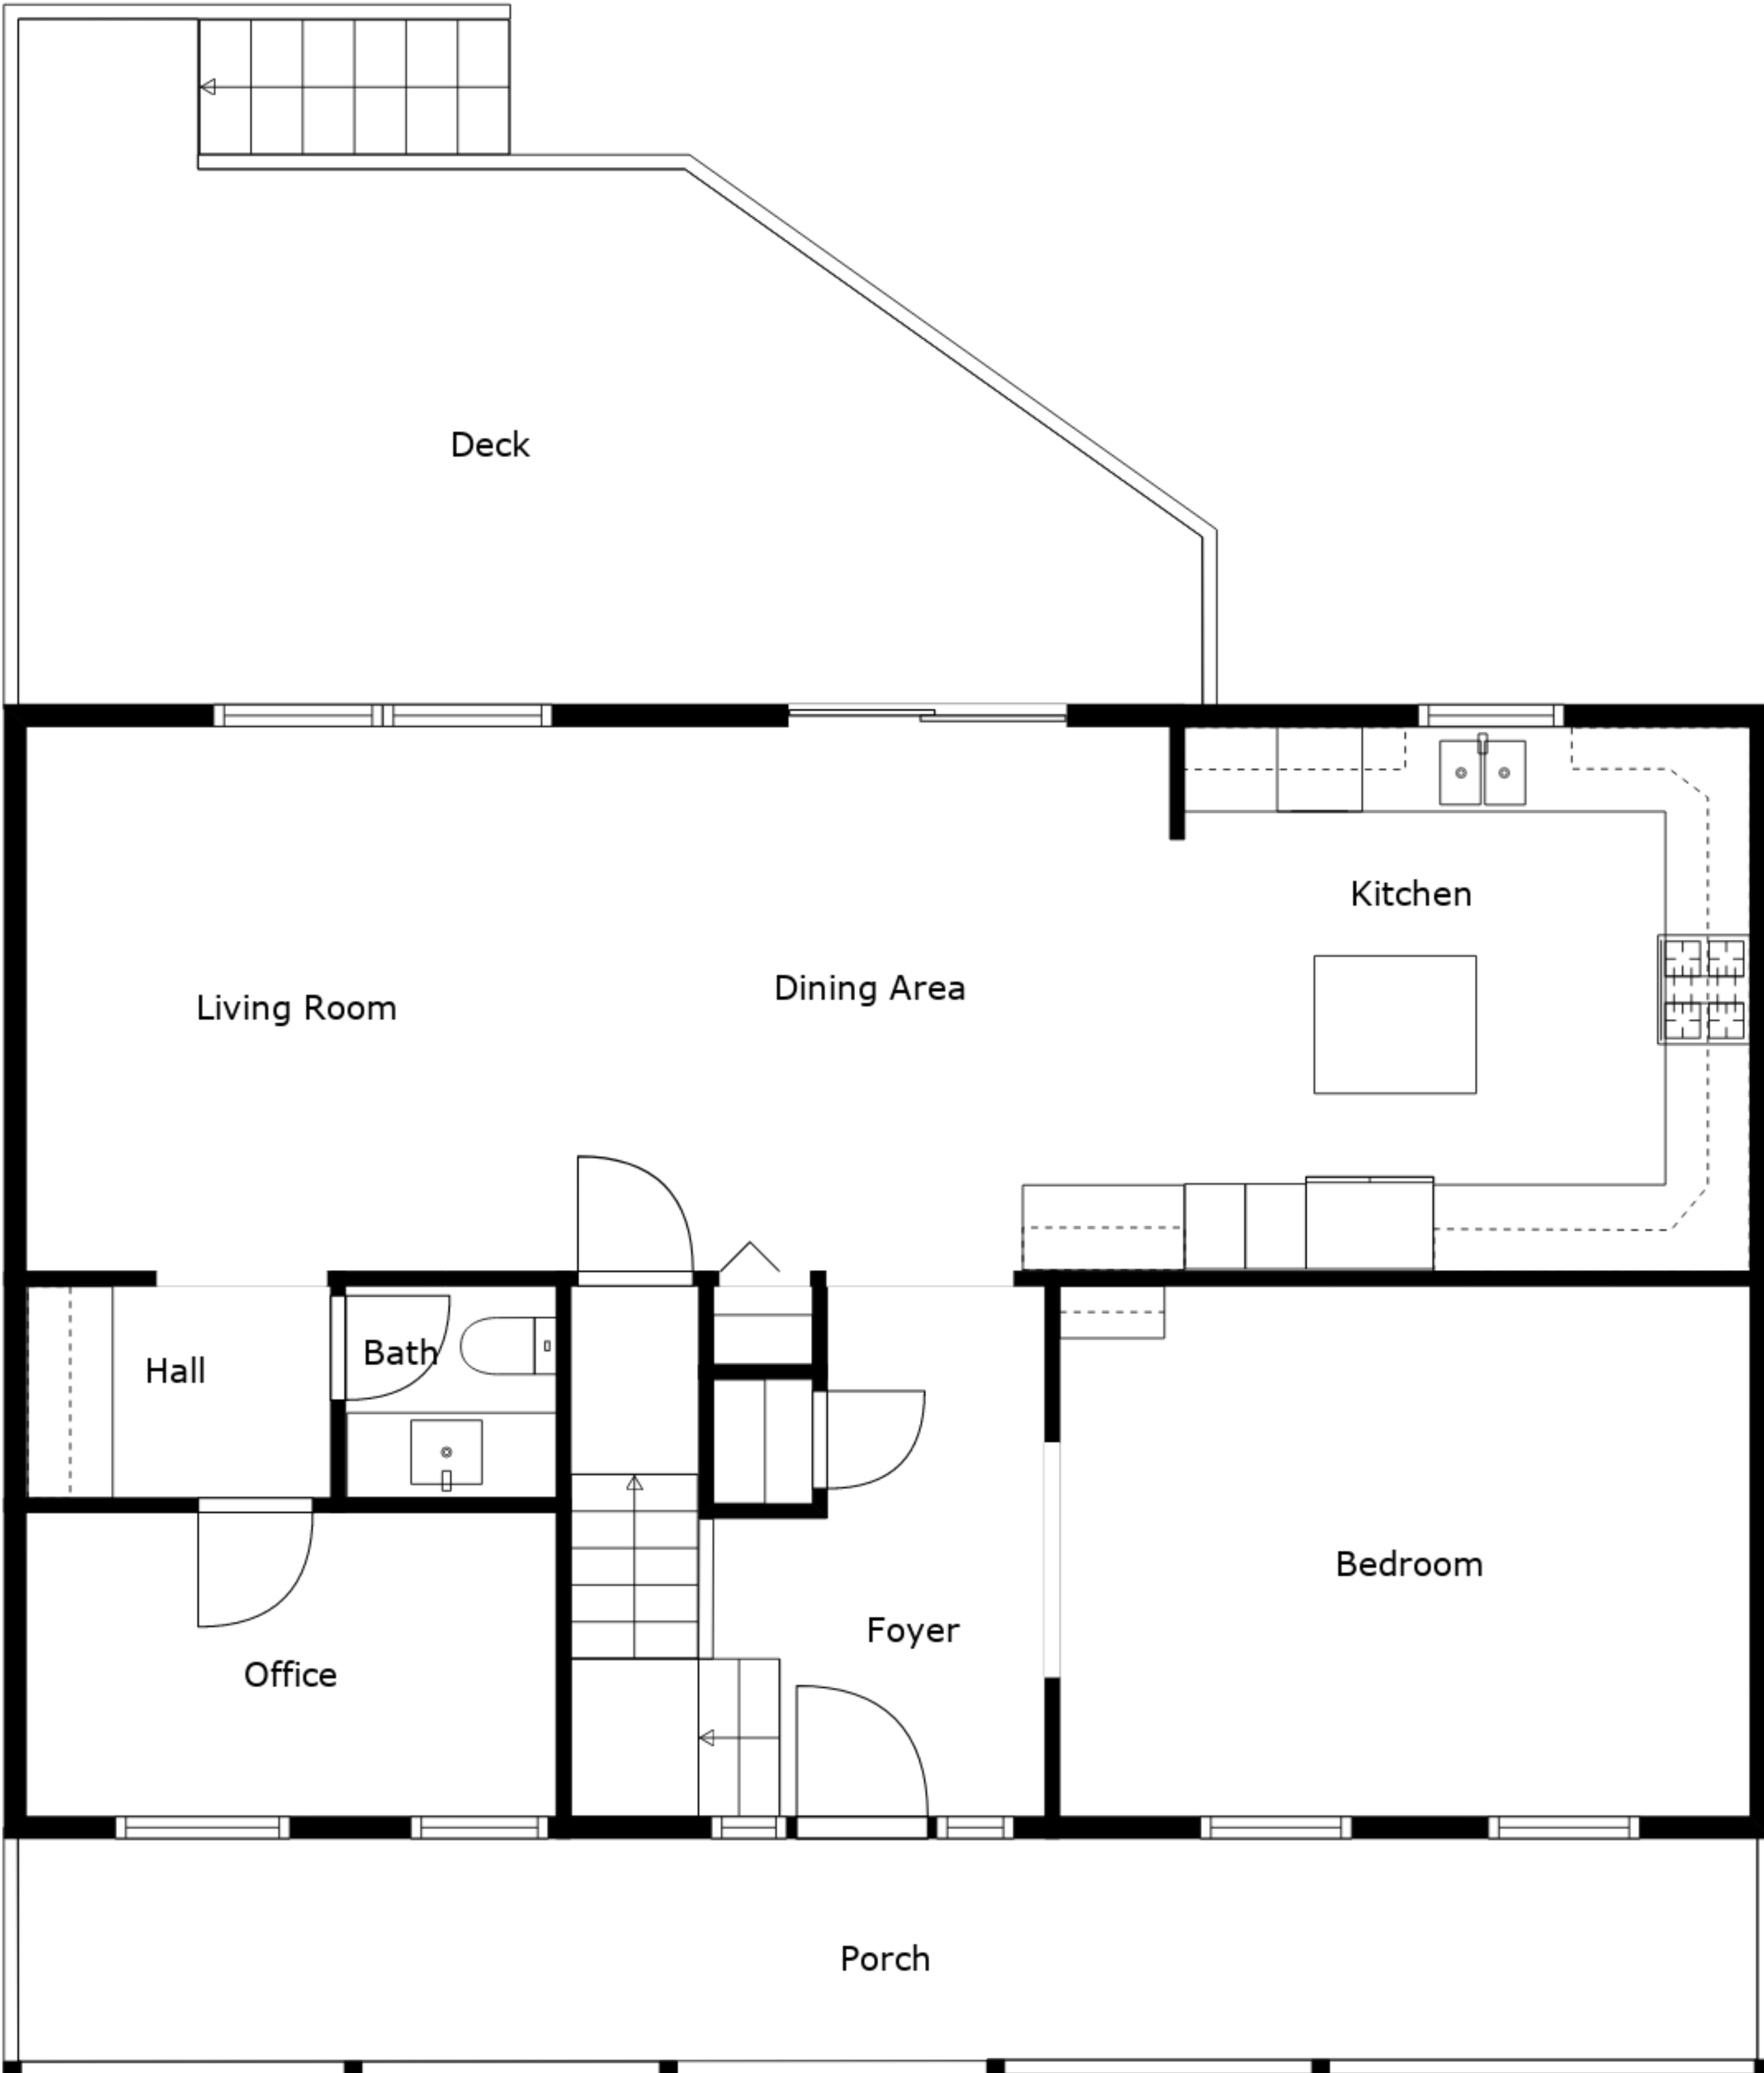 Deck
Kitchen
Dining Area
Living Room
Bath
Hall
Bedroom
Foyer
Office
Porch